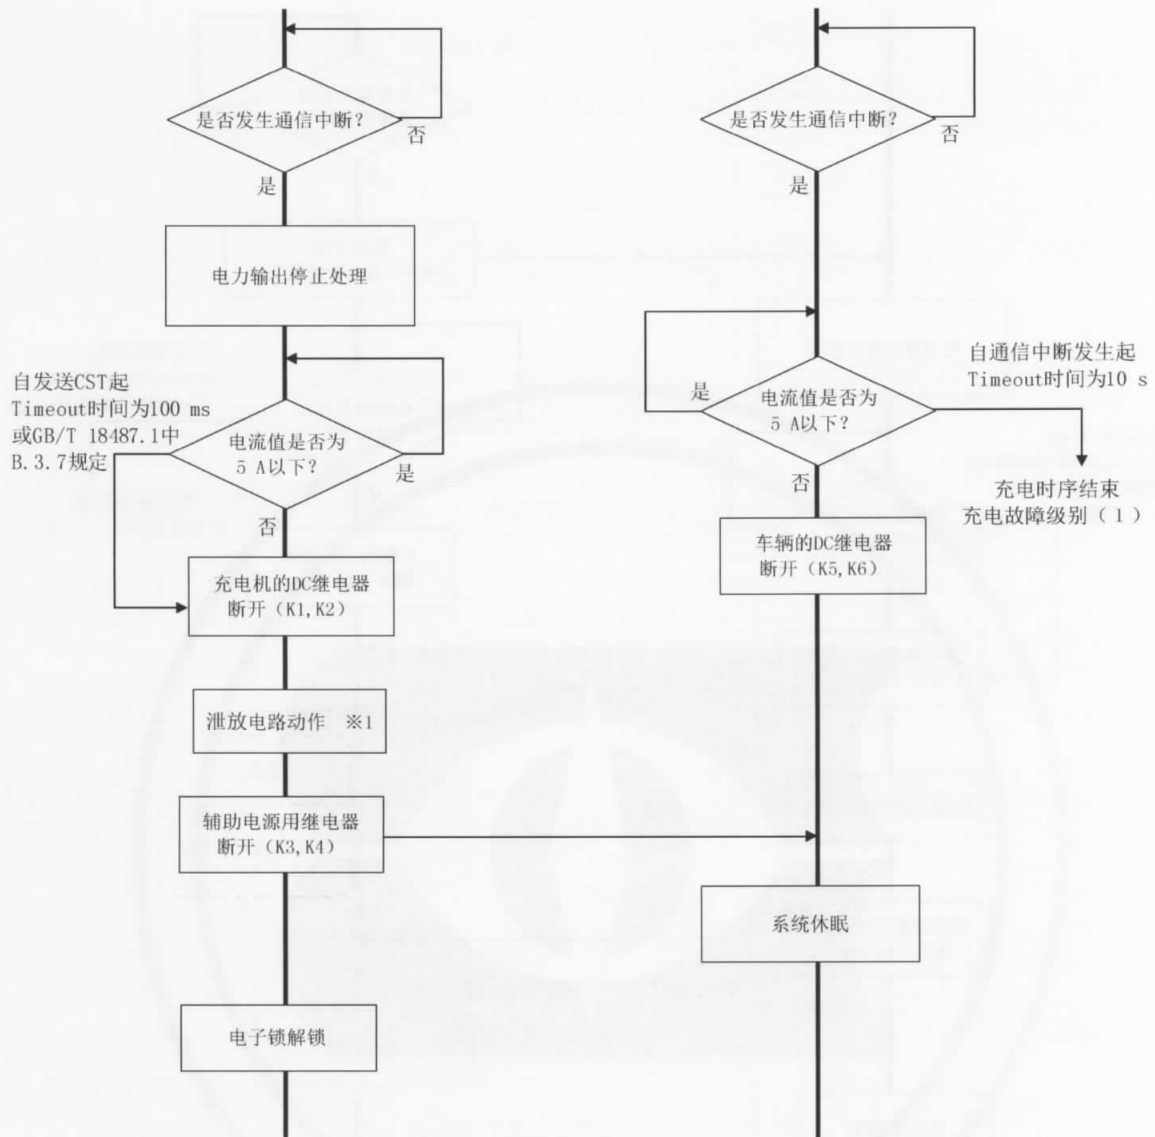 是否发生通信中断？
否
是
电力输出停止处理
自发送CST起
Timeout时间为100 ms
或GB/T 18487.1中
B.3.7规定
电流值是否为
5 A以下？
是
否
充电机的DC继电器
断开（K1,K2）
泄放电路动作 ※1
辅助电源用继电器
断开（K3,K4）
电子锁解锁
是否发生通信中断？
否
是
自通信中断发生起
Timeout时间为10 s
是
电流值是否为
5 A以下？
否
充电时序结束
充电故障级别（1）
车辆的DC继电器
断开（K5,K6）
系统休眠